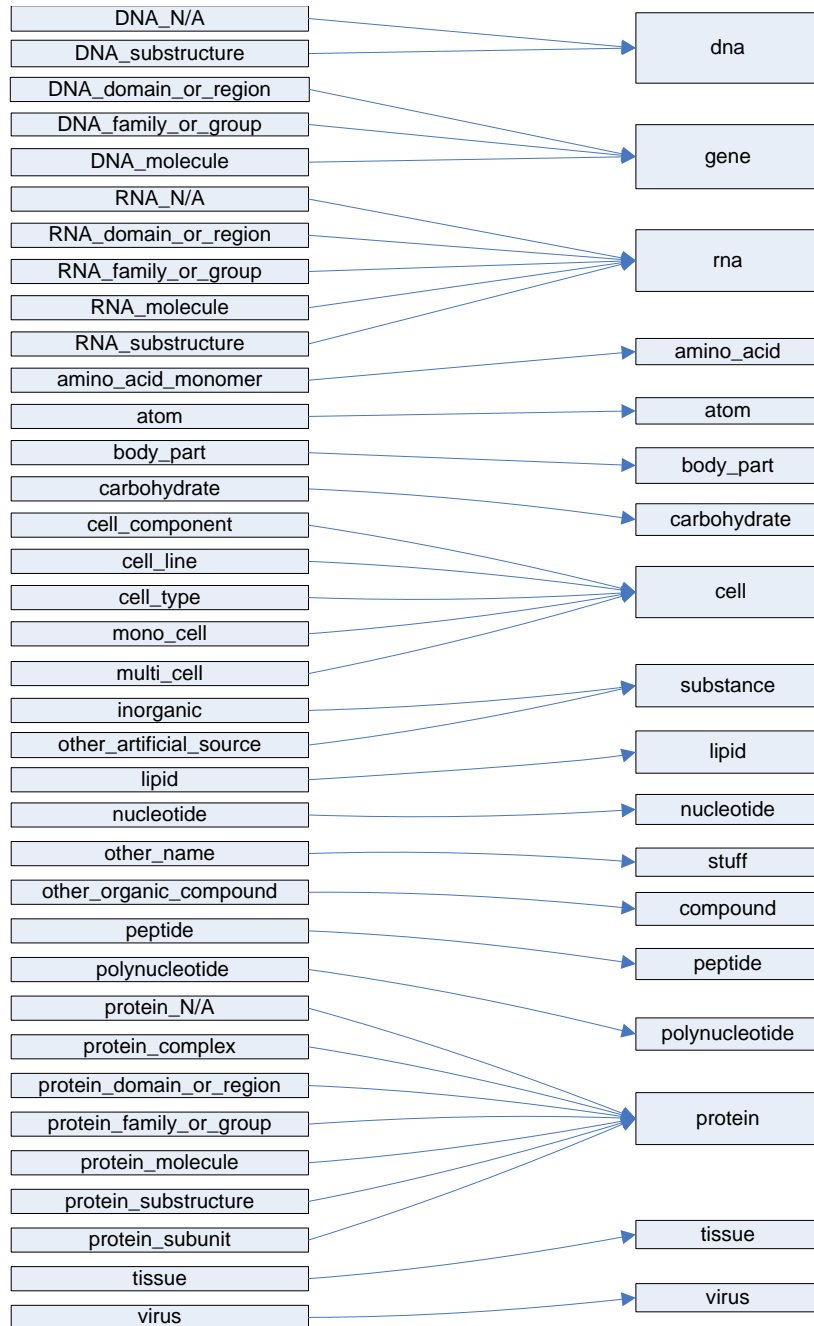 DNA_N/A
DNA_substructure
DNA_domain_or_region
DNA_family_or_group
DNA_molecule
RNA_N/A
RNA_domain_or_region
RNA_family_or_group
RNA_molecule
RNA_substructure
amino_acid_monomer
atom
body_part
carbohydrate
cell_component
cell_line
cell_type
mono_cell
multi_cell
inorganic
other_artificial_source
lipid
nucleotide
other_name
other_organic_compound
peptide
polynucleotide
protein_N/A
protein_complex
protein_domain_or_region
protein_family_or_group
protein_molecule
protein_substructure
protein_subunit
tissue
virus
dna
gene
rna
amino_acid
atom
body_part
carbohydrate
cell
substance
lipid
nucleotide
stuff
compound
peptide
polynucleotide
protein
tissue
virus